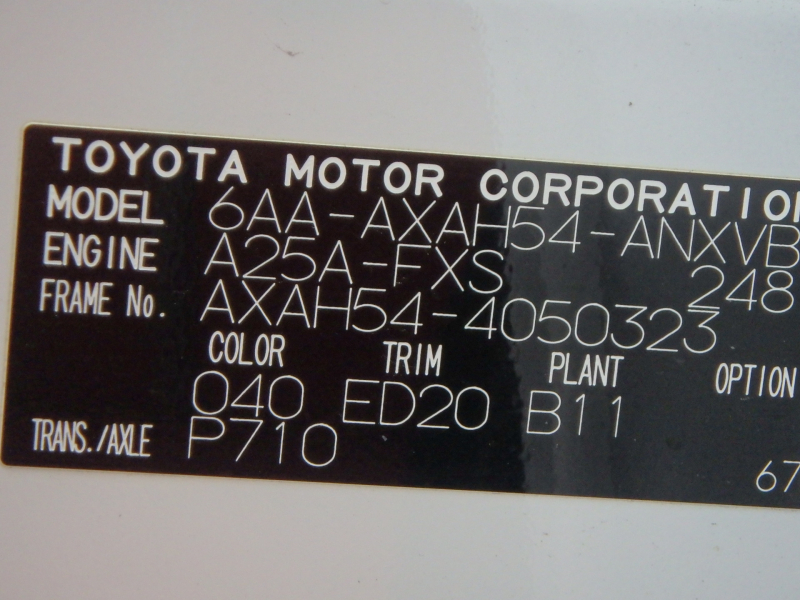 TOYOTA MOTOR CORPORATION
MODEL 6AA-AXAH54-ANXVB
ENGINE A25A-FXS 248
FRAME No. AXAH54-4050323
COLOR TRIM PLANT OPTION
040 ED20 B11
TRANS./AXLE P710
67